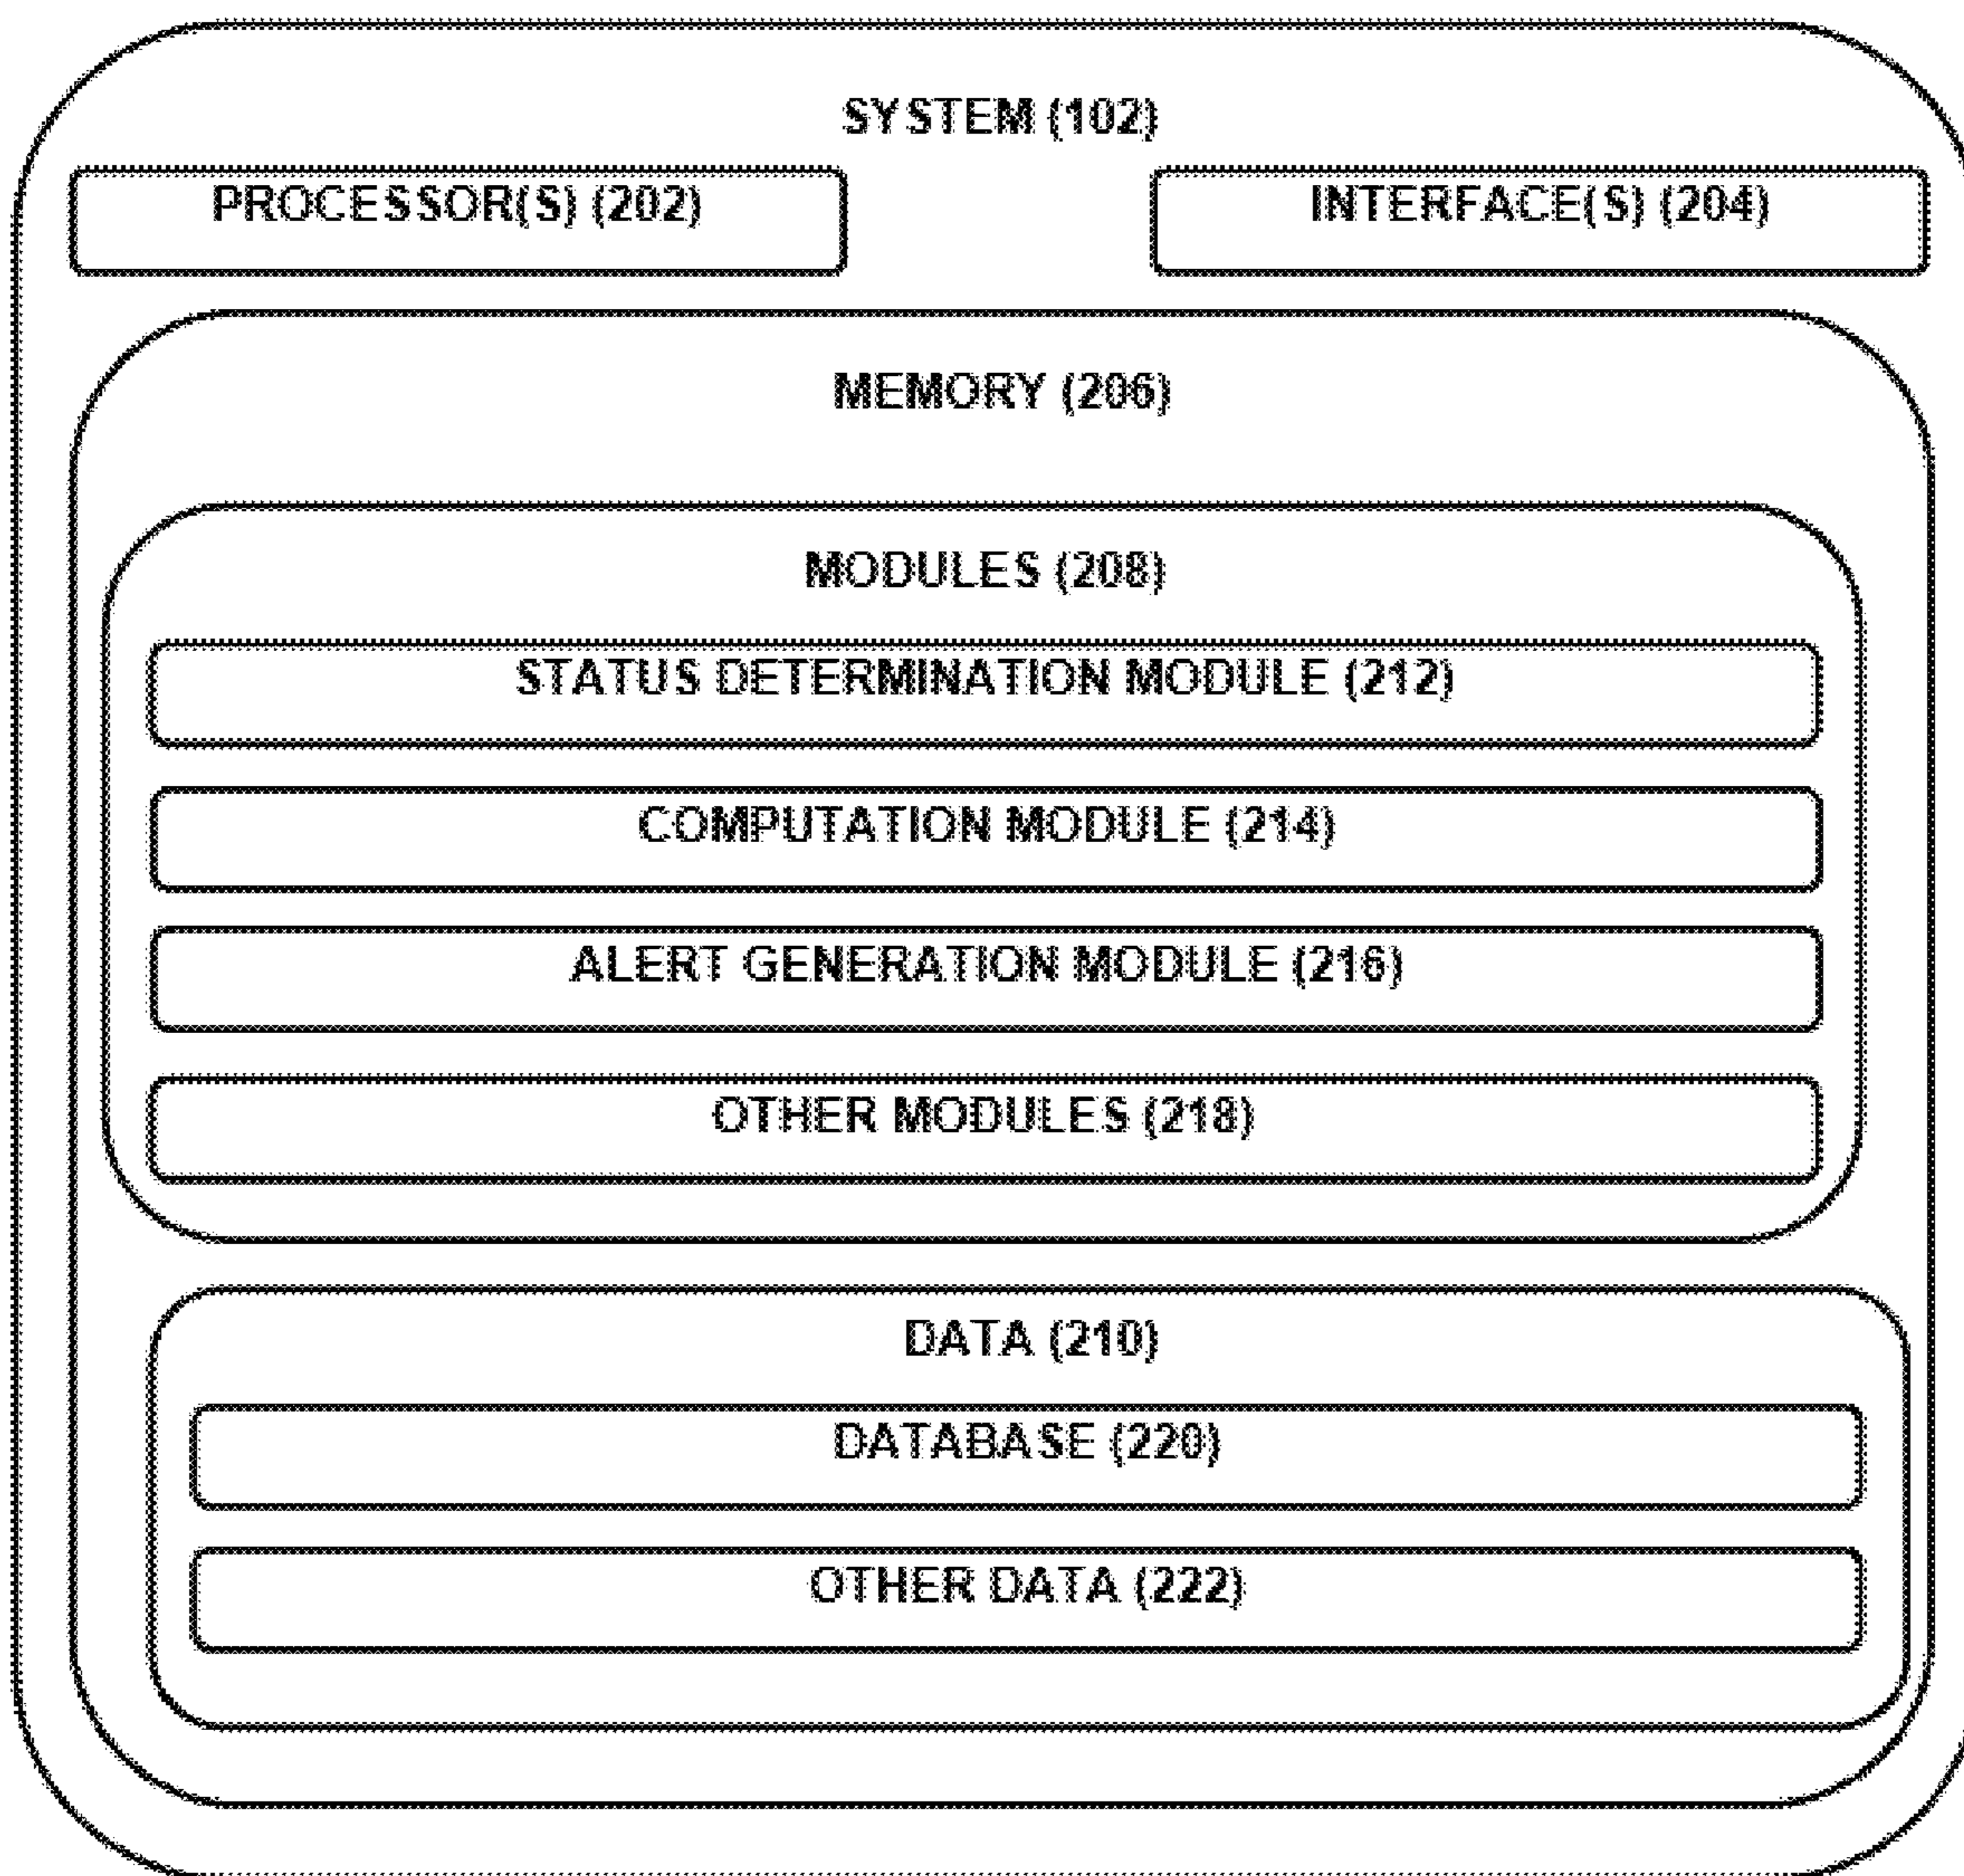 SYSTEM (102)
PROCESSOR(S) (202) INTERFACE(S) (204)
MEMORY (206)
MODULES (208)
STATUS DETERMINATION MODULE (212)
COMPUTATION MODULE (214)
ALERT GENERATION MODULE (216)
OTHER MODULES (218)
DATA (210)
DATABASE (220)
OTHER DATA (222)